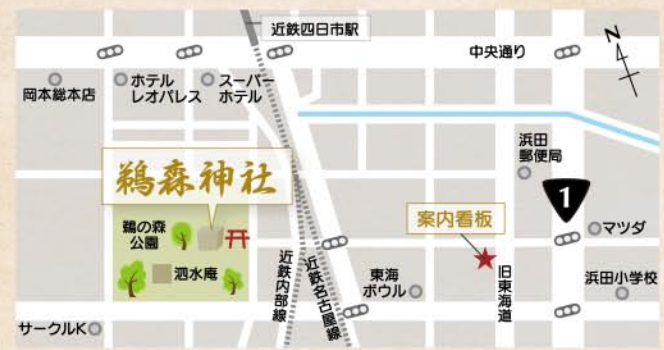 近鉄四日市駅
中央通り
N
岡本総本店
ホテル
レオパレス
スーパー
ホテル
浜田
郵便局
鵜森神社
1
案内看板
マツダ
鵜の森
公園
泗水庵
近鉄内部線
近鉄名古屋線
東海
ボウル
旧東海道
浜田小学校
サークルK